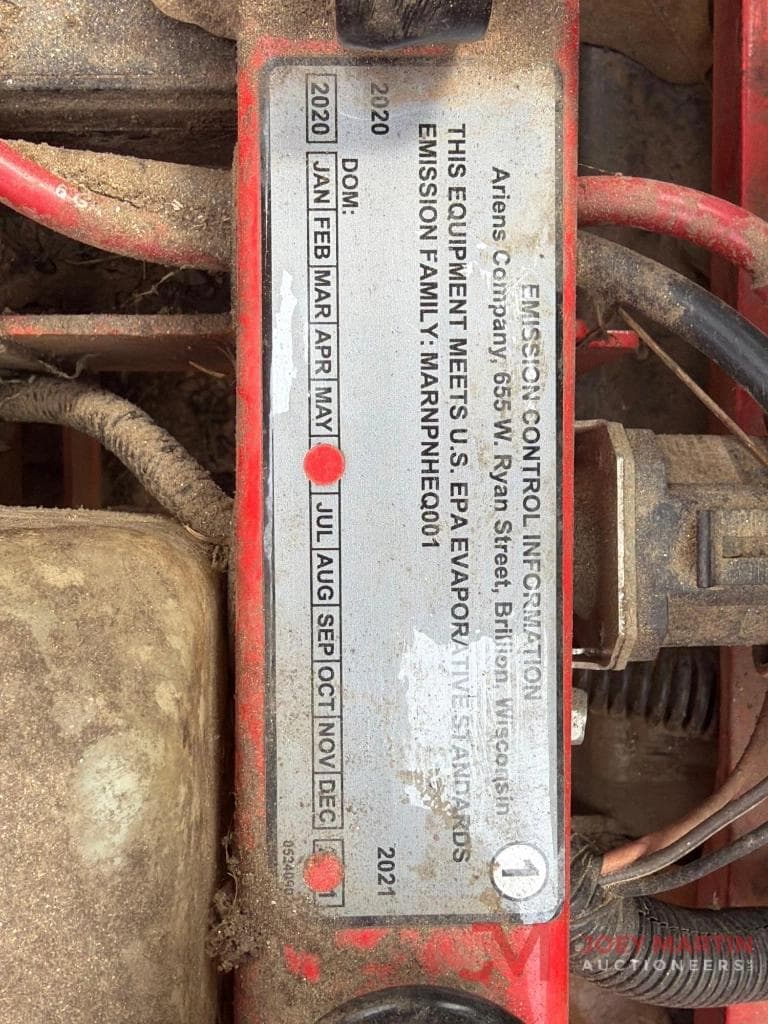 EMISSION CONTROL INFORMATION
Ariens Company, 655 W. Ryan Street, Brillion, Wisconsin
1
THIS EQUIPMENT MEETS U.S. EPA EVAPORATIVE STANDARDS
EMISSION FAMILY: MARNPNHEQ001
2020
2021
DOM:
2020 JAN FEB MAR APR MAY JUL AUG SEP OCT NOV DEC
JOEY MARTIN
AUCTIONEERS